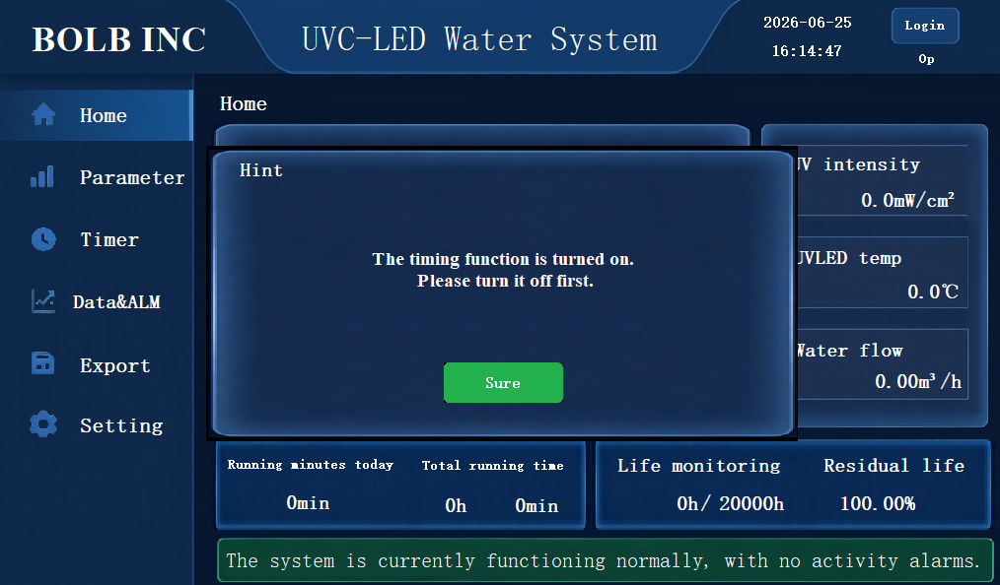 BOLB INC
UVC-LED Water System
2026-06-25
16:14:47
Login
Op
Home
Parameter
Timer
Data&ALM
Export
Setting
Home
Hint
The timing function is turned on.
Please turn it off first.
Sure
UV intensity
0.0mW/cm²
UVLED temp
0.0℃
Water flow
0.00m³/h
Running minutes today
0min
Total running time
0h 0min
Life monitoring
0h/ 20000h
Residual life
100.00%
The system is currently functioning normally, with no activity alarms.